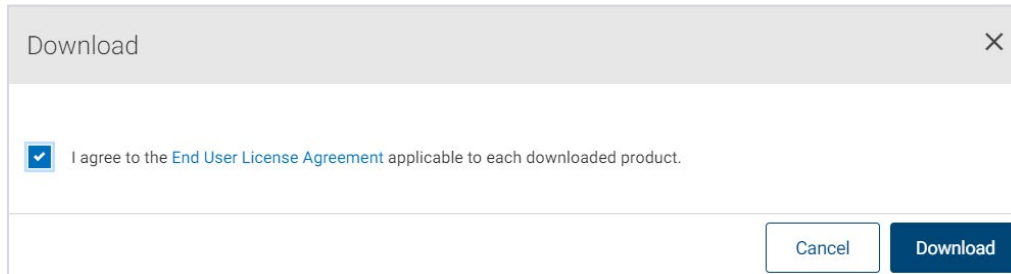 Download
I agree to the End User License Agreement applicable to each downloaded product.
Cancel
Download